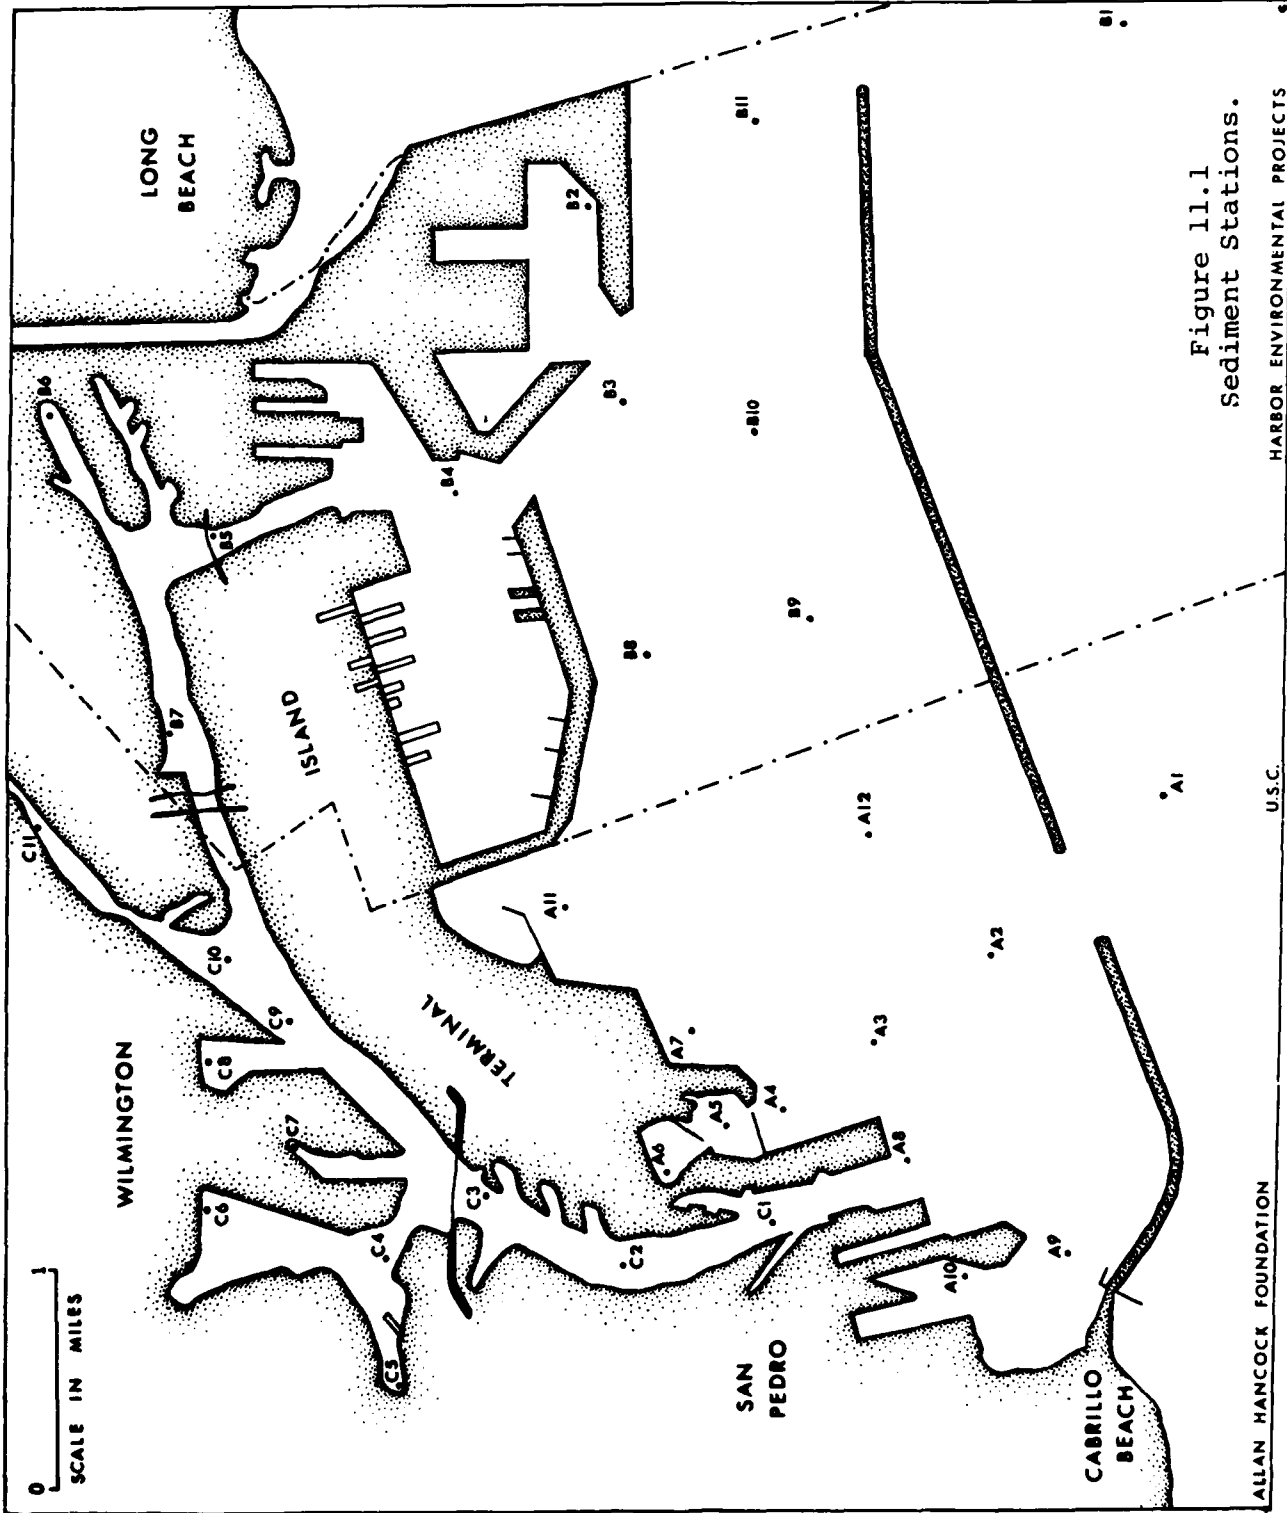 0 1
SCALE IN MILES
WILMINGTON
LONG
BEACH
TERMINAL
ISLAND
SAN
PEDRO
CABRILLO
BEACH
C11
C10
C9
C8
C7
C6
C5
C4
C3
C2
C1
B7
B6
B5
B4
B3
B2
B11
B1
B10
B9
B8
A12
A11
A1
A2
A3
A7
A4
A5
A6
A8
A9
A10
Figure 11.1
Sediment Stations.
ALLAN HANCOCK FOUNDATION
U.S.C.
HARBOR ENVIRONMENTAL PROJECTS